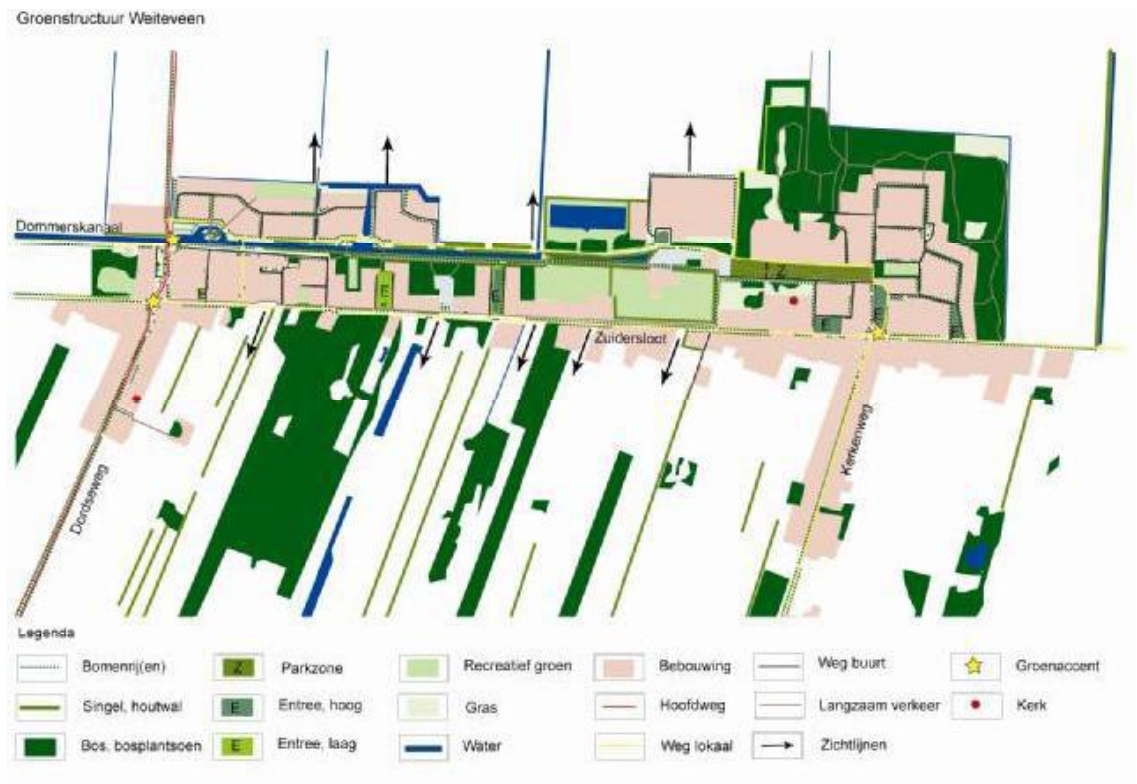 Groenstructuur Weiteveen
Dommerskanaal
Z
E
E
E
E
E
Zuidersloot
Kerkenweg
Dordseweg
Legenda
Bomenrij(en)
Z
Parkzone
Recreatief groen
Bebouwing
Weg buurt
Groenaccent
Singel, houtwal
E
Entree, hoog
Gras
Hoofdweg
Langzaam verkeer
Kerk
Bos, bosplantsoen
E
Entree, laag
Water
Weg lokaal
Zichtlijnen